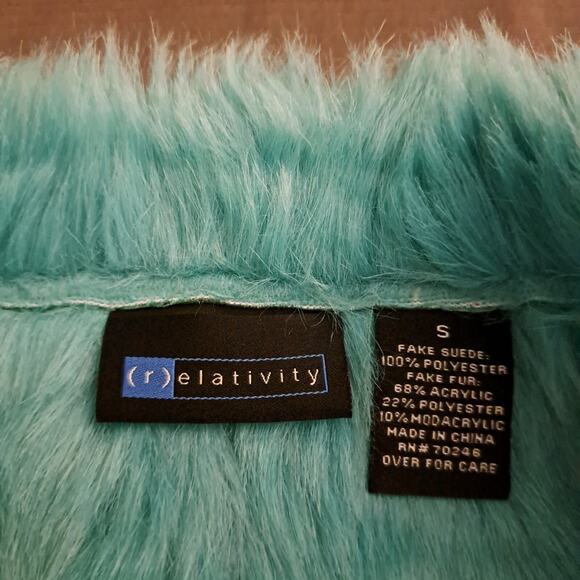 (r)elativity
S
FAKE SUEDE:
100% POLYESTER
FAKE FUR:
68% ACRYLIC
22% POLYESTER
10% MODACRYLIC
MADE IN CHINA
RN# 70246
OVER FOR CARE